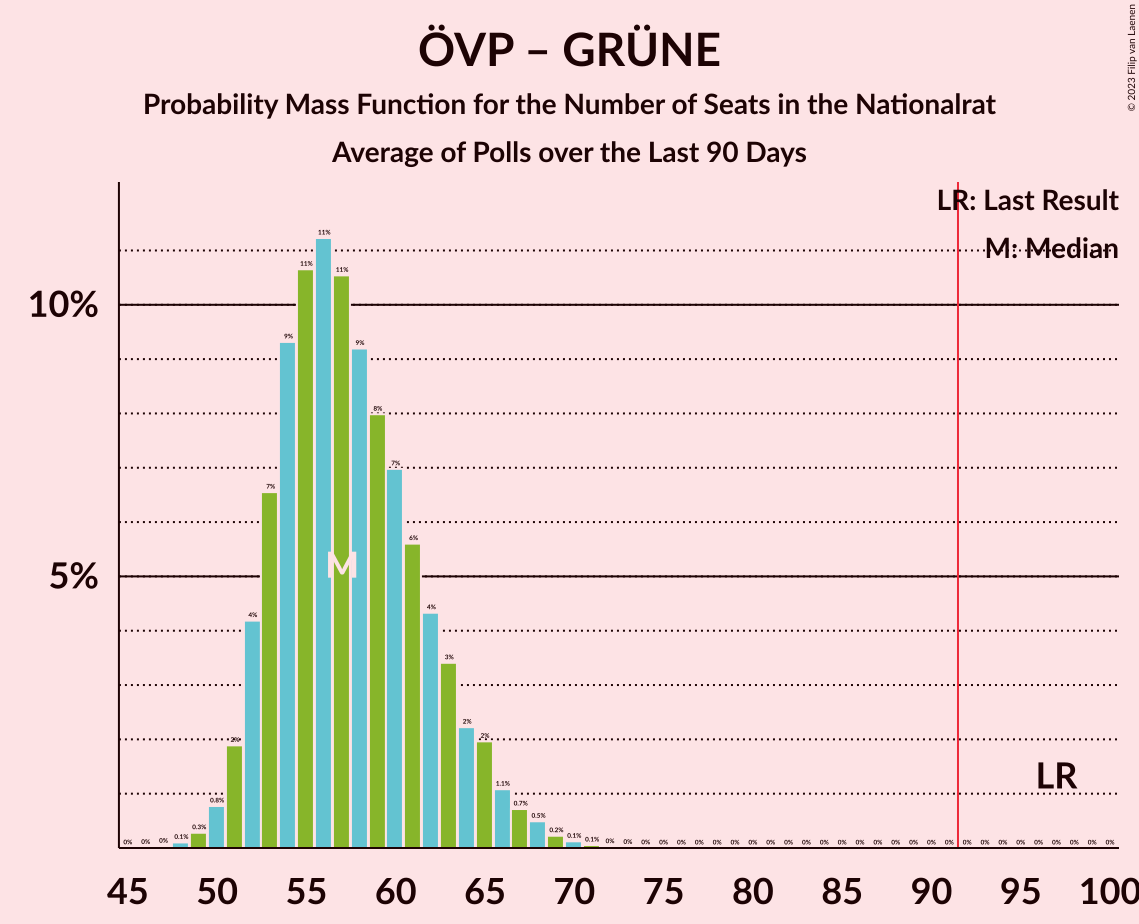 ÖVP – GRÜNE
Probability Mass Function for the Number of Seats in the Nationalrat
Average of Polls over the Last 90 Days
© 2023 Filip van Laenen
LR: Last Result
M: Median
10%
5%
0% 0% 0% 0.1% 0.3% 0.8% 2% 4% 7% 9% 11% 11% 11% 9% 8% 7% 6% 4% 3% 2% 2% 1.1% 0.7% 0.5% 0.2% 0.1% 0.1% 0% 0% 0% 0% 0% 0% 0% 0% 0% 0% 0% 0% 0% 0% 0% 0% 0% 0% 0% 0% 0% 0% 0% 0% 0% 0% 0% 0% 0%
M
LR
45 50 55 60 65 70 75 80 85 90 95 100